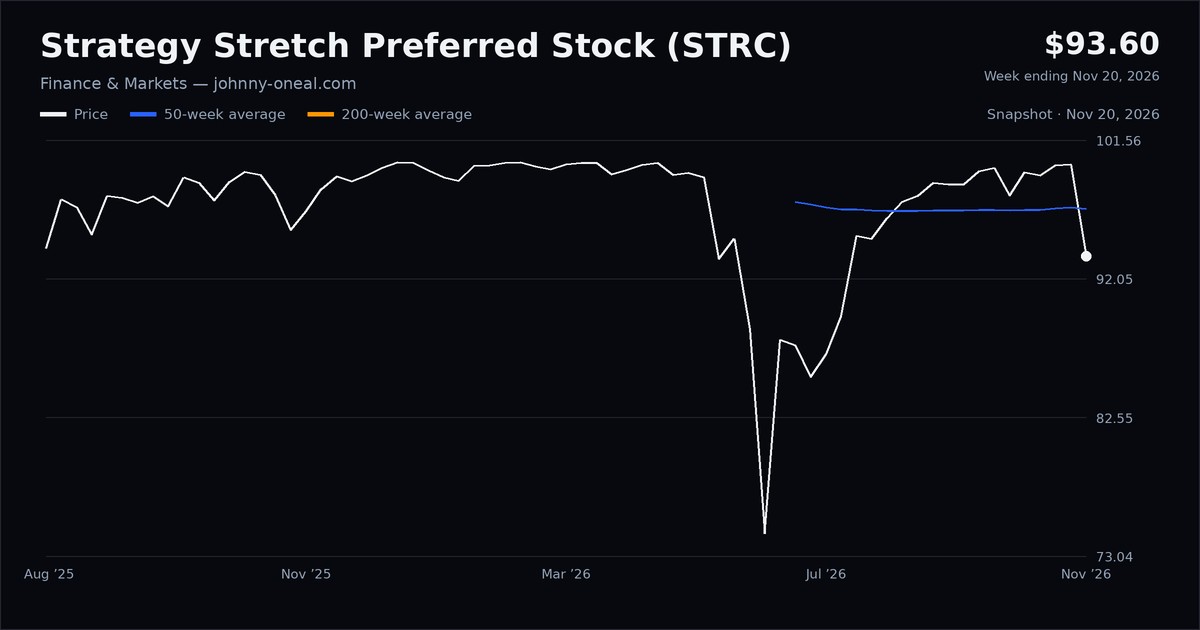 Strategy Stretch Preferred Stock (STRC)
$93.60
Finance & Markets — johnny-oneal.com
Week ending Nov 20, 2026
Price
50-week average
200-week average
Snapshot · Nov 20, 2026
101.56
92.05
82.55
73.04
Aug ’25
Nov ’25
Mar ’26
Jul ’26
Nov ’26